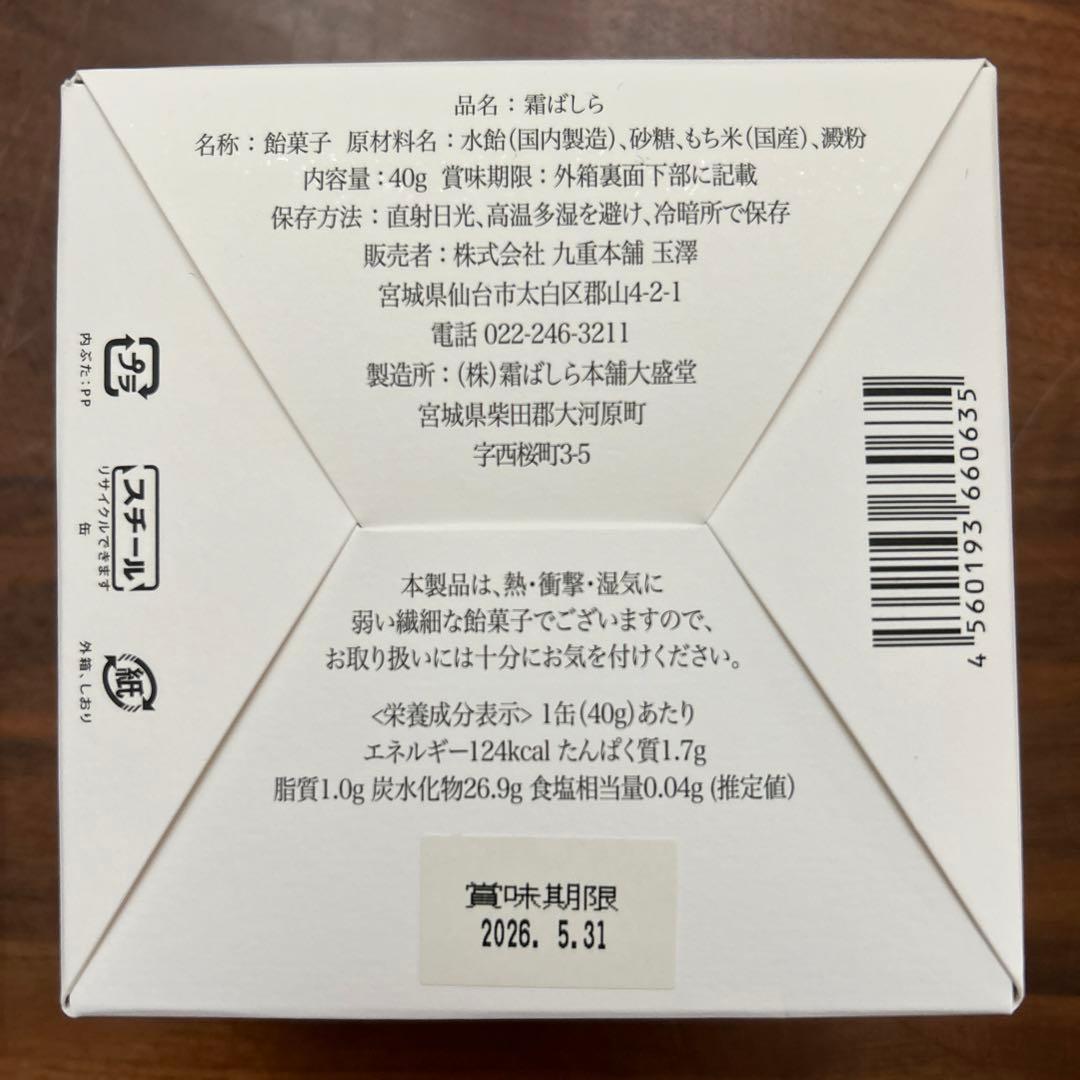 品名：霜ばしら
名称：飴菓子 原材料名：水飴(国内製造)、砂糖、もち米(国産)、澱粉
内容量：40g 賞味期限：外箱裏面下部に記載
保存方法：直射日光、高温多湿を避け、冷暗所で保存
販売者：株式会社 九重本舗 玉澤
宮城県仙台市太白区郡山4-2-1
電話 022-246-3211
製造所：(株)霜ばしら本舗大盛堂
宮城県柴田郡大河原町
字西桜町3-5
本製品は、熱・衝撃・湿気に
弱い繊細な飴菓子でございますので、
お取り扱いには十分にお気を付けください。
<栄養成分表示> 1缶(40g)あたり
エネルギー124kcal たんぱく質1.7g
脂質1.0g 炭水化物26.9g 食塩相当量0.04g (推定値)
賞味期限
2026. 5.31
プラ
内ぶた：PP
スチール
リサイクルできます
缶
紙
外箱、しおり
4 560193 660635